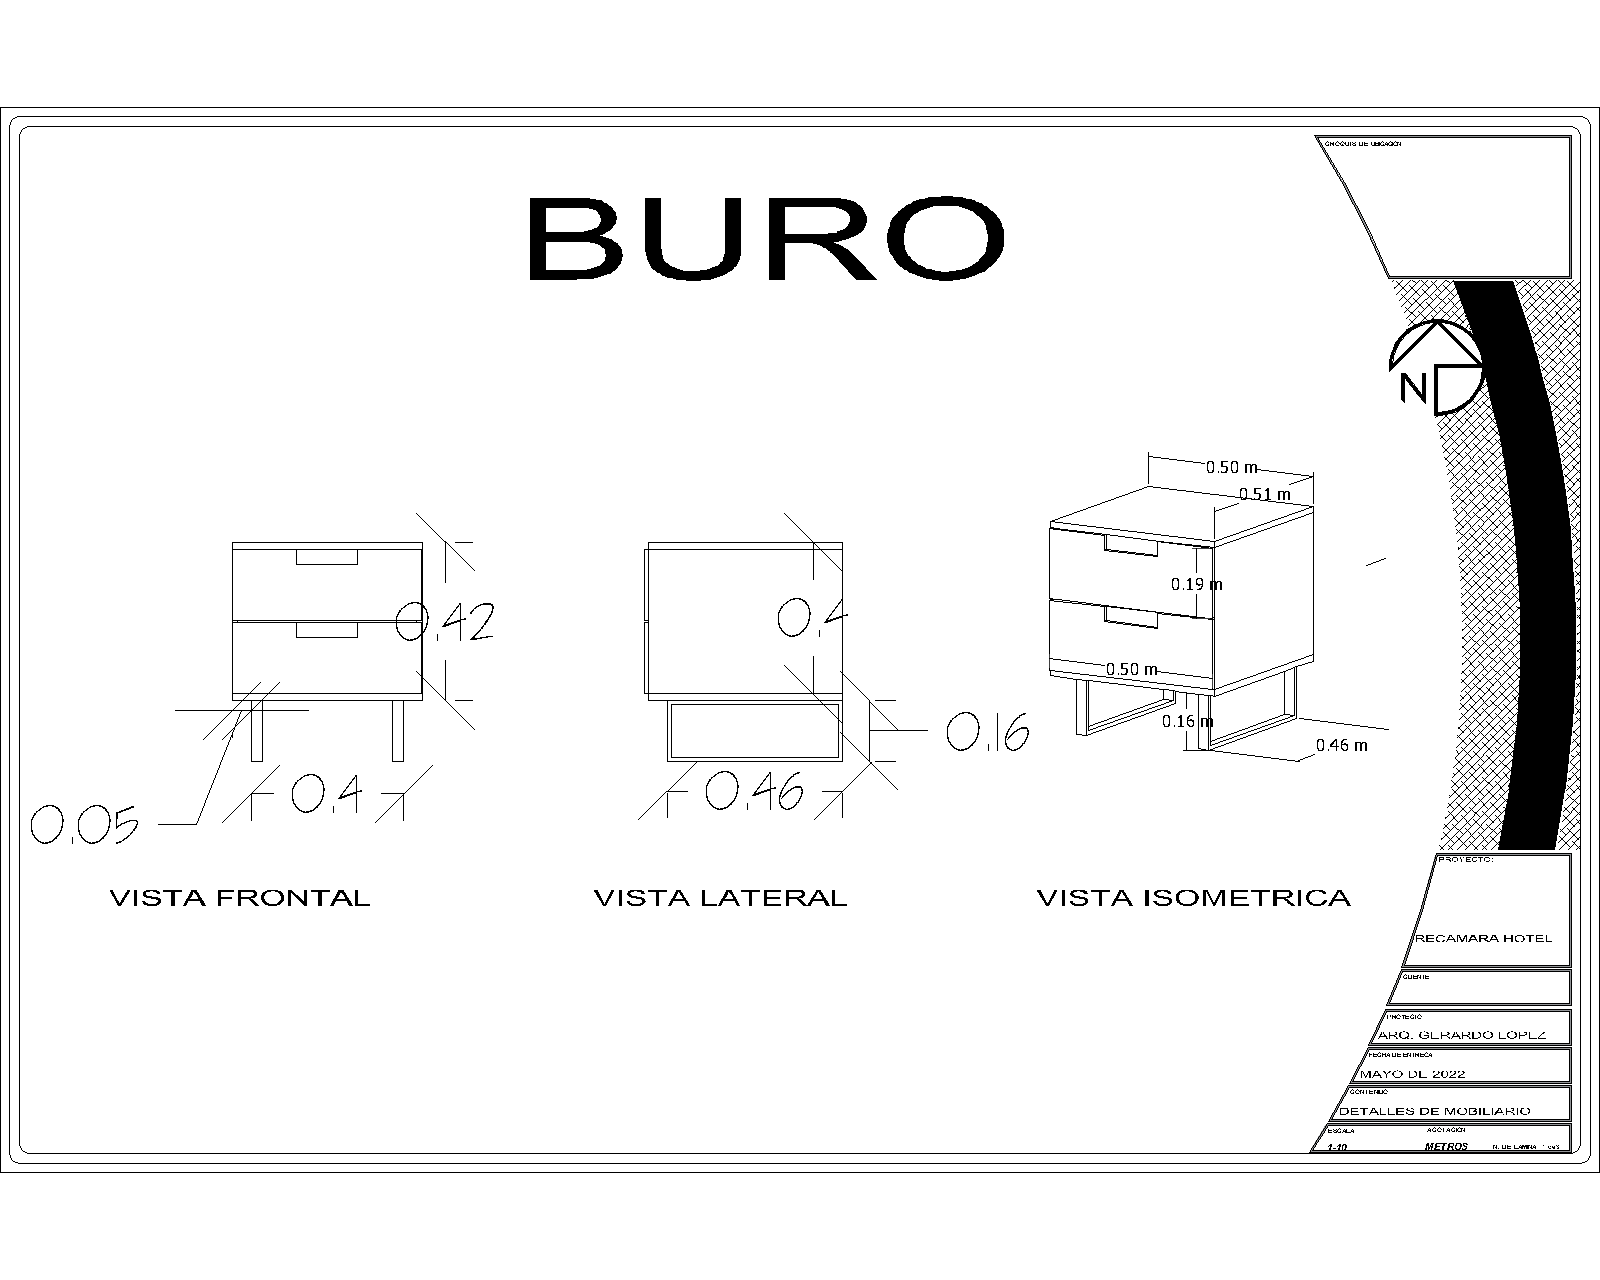 CROQUIS DE UBICACION
BURO
N
0.50 m
0.51 m
0.19 m
0.50 m
0.16 m
0.46 m
0.42
0.4
0.16
0.46
0.4
0.05
VISTA FRONTAL
VISTA LATERAL
VISTA ISOMETRICA
PROYECTO:
RECAMARA HOTEL
CLIENTE
PROYECTO
ARQ. GERARDO LOPEZ
FECHA DE ENTREGA
MAYO DE 2022
CONTENIDO
DETALLES DE MOBILIARIO
ESCALA
ACOTACION
1-10
METROS
N. DE LAMINA